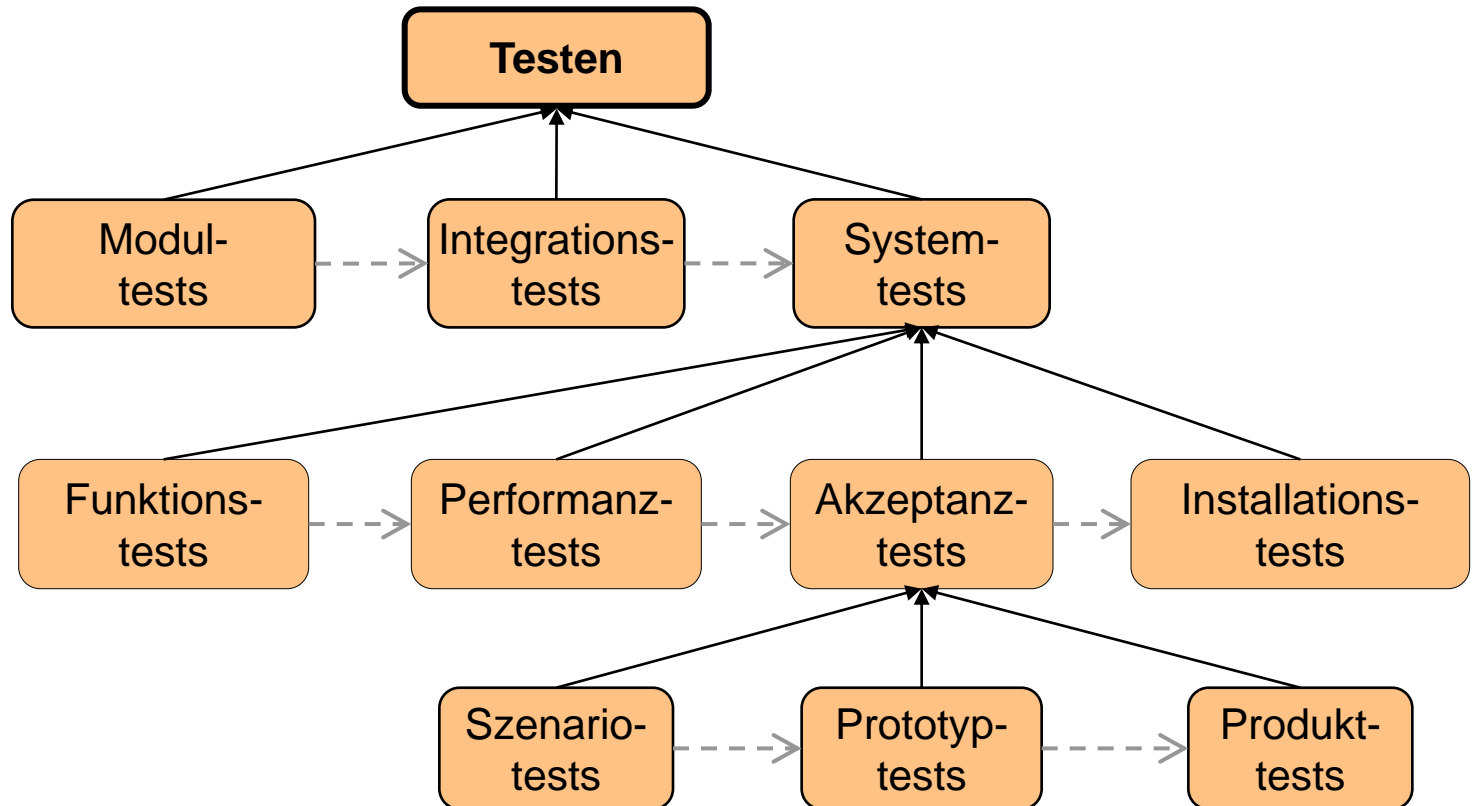 Testen
Modul-
tests
Integrations-
tests
System-
tests
Funktions-
tests
Performanz-
tests
Akzeptanz-
tests
Installations-
tests
Szenario-
tests
Prototyp-
tests
Produkt-
tests